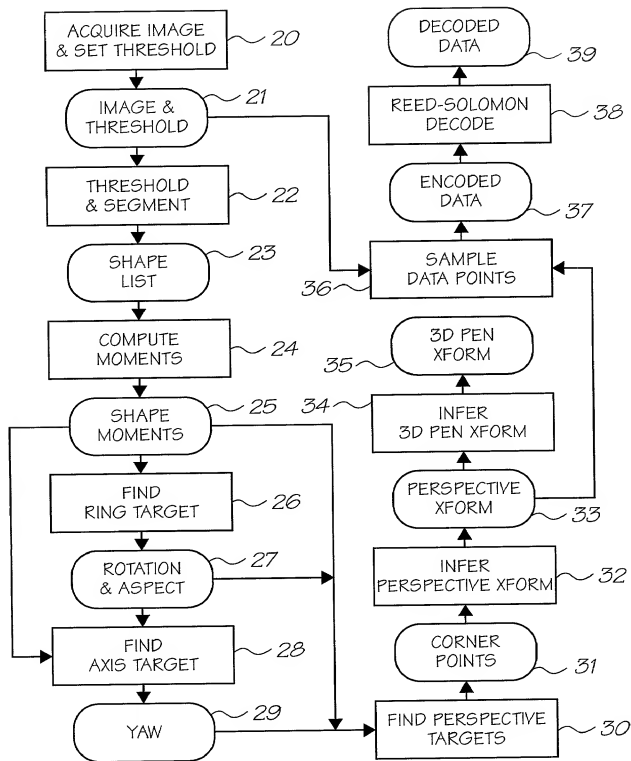 ACQUIRE IMAGE
& SET THRESHOLD
20
IMAGE &
THRESHOLD
21
THRESHOLD
& SEGMENT
22
SHAPE
LIST
23
COMPUTE
MOMENTS
24
SHAPE
MOMENTS
25
FIND
RING TARGET
26
ROTATION
& ASPECT
27
FIND
AXIS TARGET
28
YAW
29
FIND PERSPECTIVE
TARGETS
30
CORNER
POINTS
31
INFER
PERSPECTIVE XFORM
32
PERSPECTIVE
XFORM
33
INFER
3D PEN XFORM
34
3D PEN
XFORM
35
SAMPLE
DATA POINTS
36
ENCODED
DATA
37
REED-SOLOMON
DECODE
38
DECODED
DATA
39